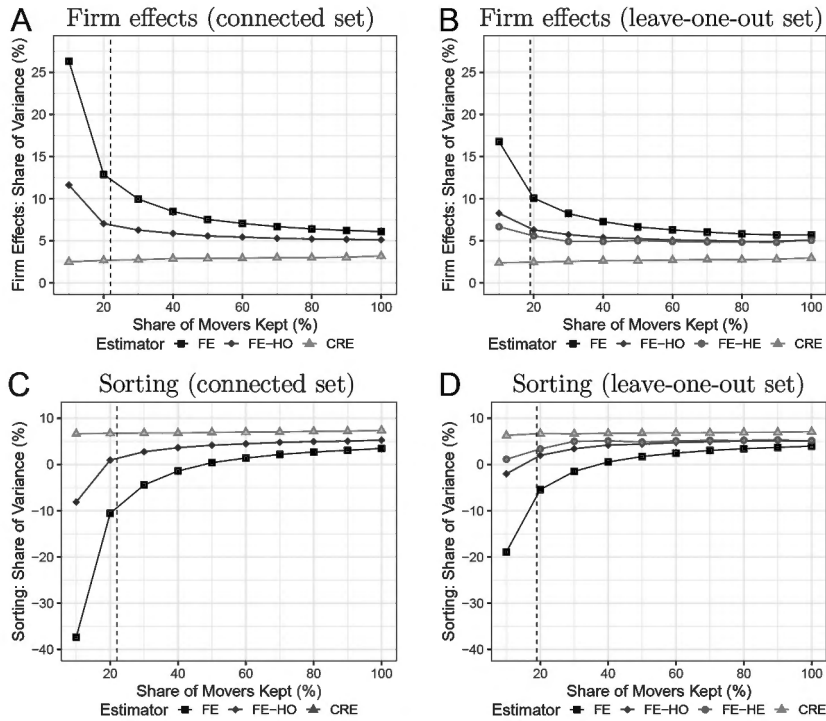 A Firm effects (connected set)
Firm Effects: Share of Variance (%)
25
20
15
10
5
0
20 40 60 80 100
Share of Movers Kept (%)
Estimator FE FE−HO CRE
B Firm effects (leave-one-out set)
Firm Effects: Share of Variance (%)
25
20
15
10
5
0
20 40 60 80 100
Share of Movers Kept (%)
Estimator FE FE−HO FE−HE CRE
C Sorting (connected set)
Sorting: Share of Variance (%)
10
0
−10
−20
−30
−40
20 40 60 80 100
Share of Movers Kept (%)
Estimator FE FE−HO CRE
D Sorting (leave-one-out set)
Sorting: Share of Variance (%)
10
0
−10
−20
−30
−40
20 40 60 80 100
Share of Movers Kept (%)
Estimator FE FE−HO FE−HE CRE